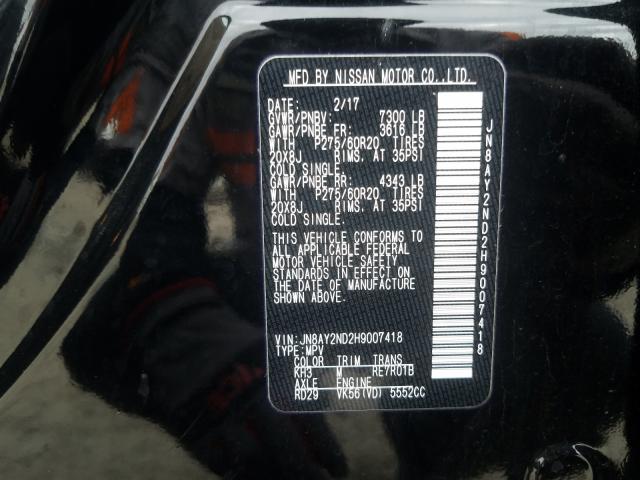 MFD BY NISSAN MOTOR CO.,LTD.
DATE: 2/17
GVWR/PNBV: 7300 LB
GAWR/PNBE FR: 3616 LB
WITH P275/60R20 TIRES
20X8J RIMS. AT 35PSI
COLD SINGLE.
GAWR/PNBE RR: 4343 LB
WITH P275/60R20 TIRES
20X8J RIMS. AT 35PSI
COLD SINGLE.
THIS VEHICLE CONFORMS TO
ALL APPLICABLE FEDERAL
MOTOR VEHICLE SAFETY
STANDARDS IN EFFECT ON
THE DATE OF MANUFACTURE
SHOWN ABOVE.
VIN: JN8AY2ND2H9007418
TYPE: MPV
COLOR TRIM TRANS
KH3 M RE7R01B
AXLE ENGINE
RD29 VK56(VD) 5552CC
JN8AY2ND2H9007418